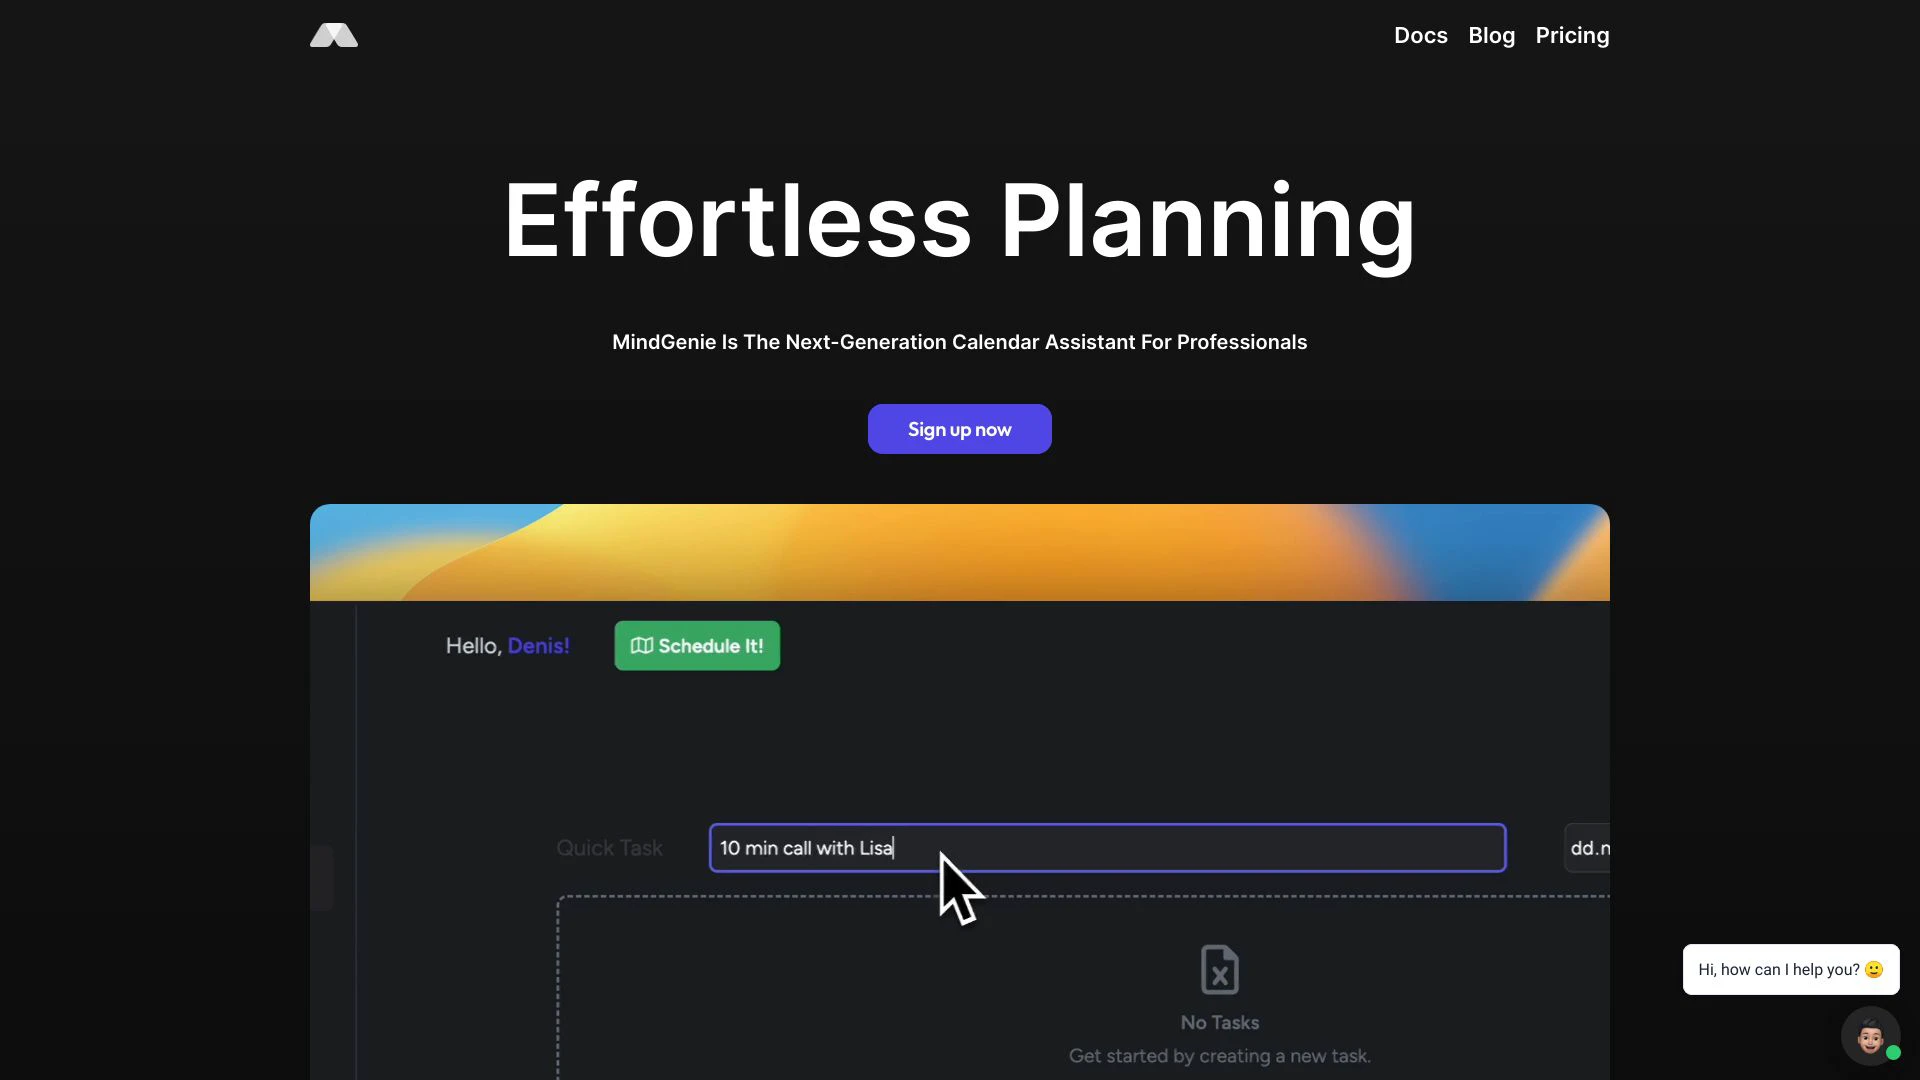 Docs Blog Pricing
Effortless Planning
MindGenie Is The Next-Generation Calendar Assistant For Professionals
Sign up now
Hello, Denis!
Schedule It!
Quick Task
10 min call with Lisa
No Tasks
Get started by creating a new task.
Hi, how can I help you? 🙂